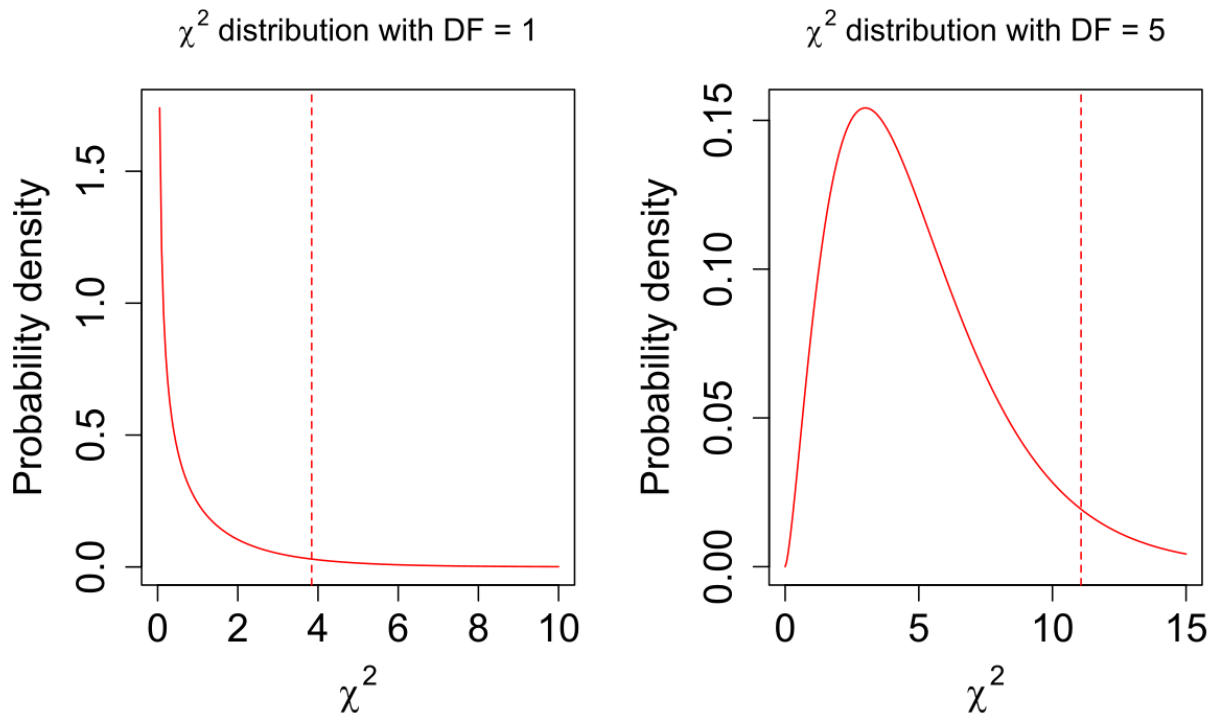 χ² distribution with DF = 1
Probability density
1.5
1.0
0.5
0.0
0 2 4 6 8 10
χ²
χ² distribution with DF = 5
Probability density
0.15
0.10
0.05
0.00
0 5 10 15
χ²